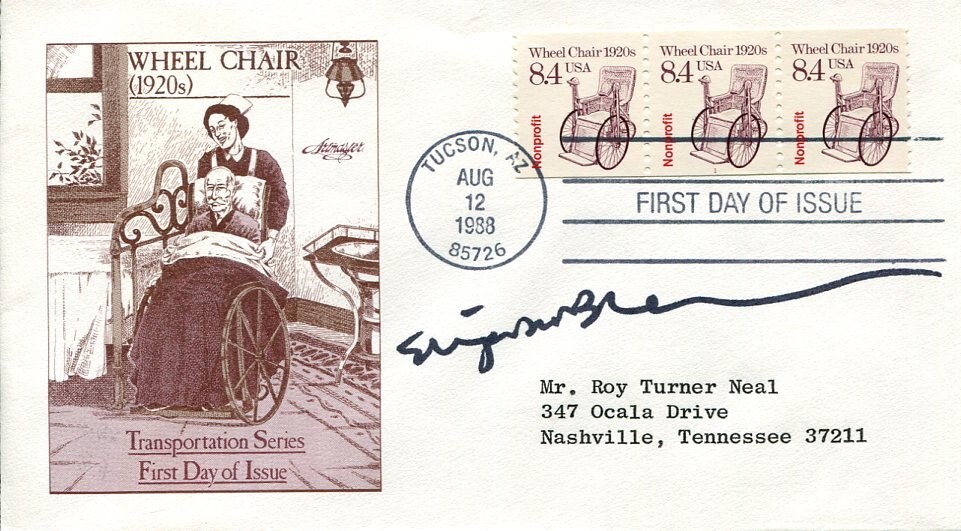 WHEEL CHAIR
(1920s)
Transportation Series
First Day of Issue
Wheel Chair 1920s
8.4 USA
Nonprofit
Wheel Chair 1920s
8.4 USA
Nonprofit
Wheel Chair 1920s
8.4 USA
Nonprofit
TUCSON, AZ
AUG
12
1988
85726
FIRST DAY OF ISSUE
Mr. Roy Turner Neal
347 Ocala Drive
Nashville, Tennessee 37211